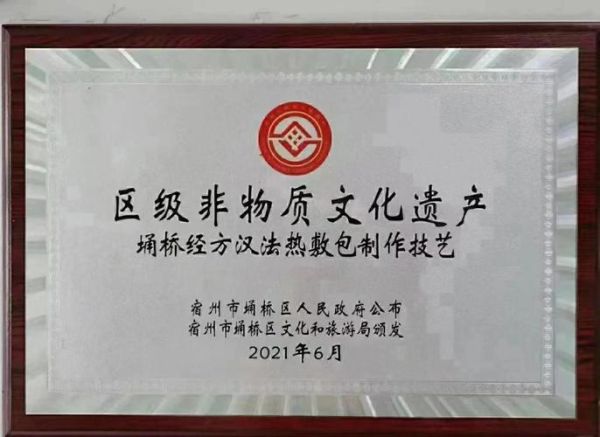 区级非物质文化遗产
埇桥经方汉法热敷包制作技艺
宿州市埇桥区人民政府公布
宿州市埇桥区文化和旅游局颁发
2021年6月